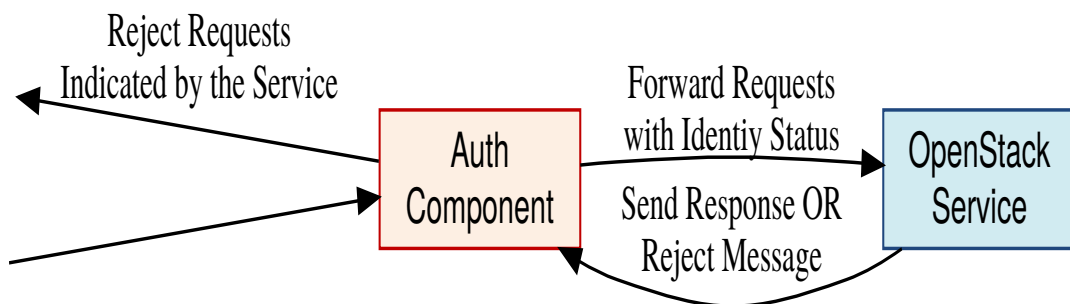 Reject Requests
Indicated by the Service
Forward Requests
with Identiy Status
Auth
Component
OpenStack
Service
Send Response OR
Reject Message